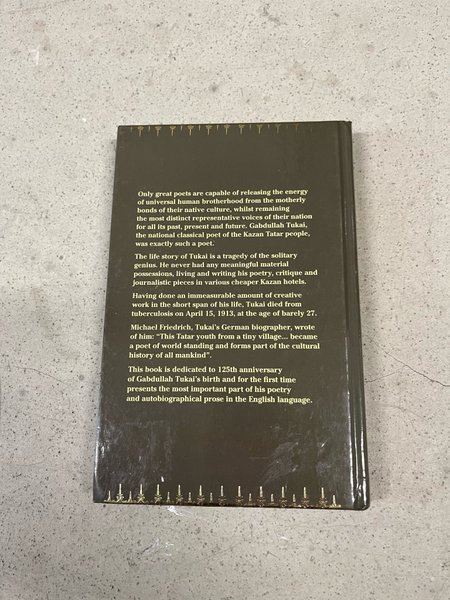 Only great poets are capable of releasing the energy
of universal human brotherhood from the motherly
bonds of their native culture, whilst remaining
the most distinct representative voices of their nation
for all its past, present and future. Gabdullah Tukai,
the national classical poet of the Kazan Tatar people,
was exactly such a poet.
The life story of Tukai is a tragedy of the solitary
genius. He never had any meaningful material
possessions, living and writing his poetry, critique and
journalistic pieces in various cheaper Kazan hotels.
Having done an immeasurable amount of creative
work in the short span of his life, Tukai died from
tuberculosis on April 15, 1913, at the age of barely 27.
Michael Friedrich, Tukai's German biographer, wrote
of him: “This Tatar youth from a tiny village... became
a poet of world standing and forms part of the cultural
history of all mankind”.
This book is dedicated to 125th anniversary
of Gabdullah Tukai's birth and for the first time
presents the most important part of his poetry
and autobiographical prose in the English language.